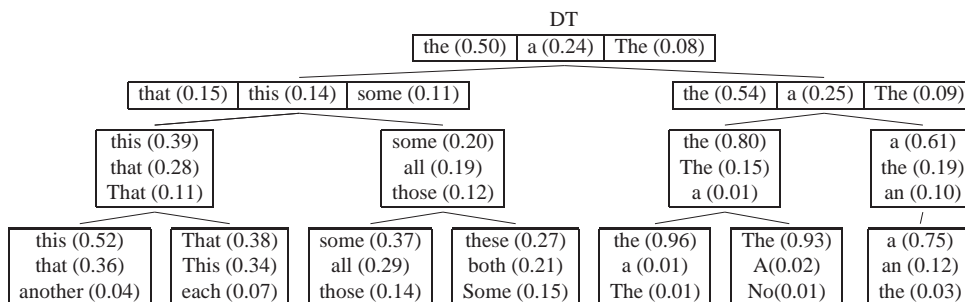 DT
the (0.50) a (0.24) The (0.08)
that (0.15) this (0.14) some (0.11) the (0.54) a (0.25) The (0.09)
this (0.39) some (0.20) the (0.80) a (0.61)
that (0.28) all (0.19) The (0.15) the (0.19)
That (0.11) those (0.12) a (0.01) an (0.10)
this (0.52) That (0.38) some (0.37) these (0.27) the (0.96) The (0.93) a (0.75)
that (0.36) This (0.34) all (0.29) both (0.21) a (0.01) A(0.02) an (0.12)
another (0.04) each (0.07) those (0.14) Some (0.15) The (0.01) No(0.01) the (0.03)